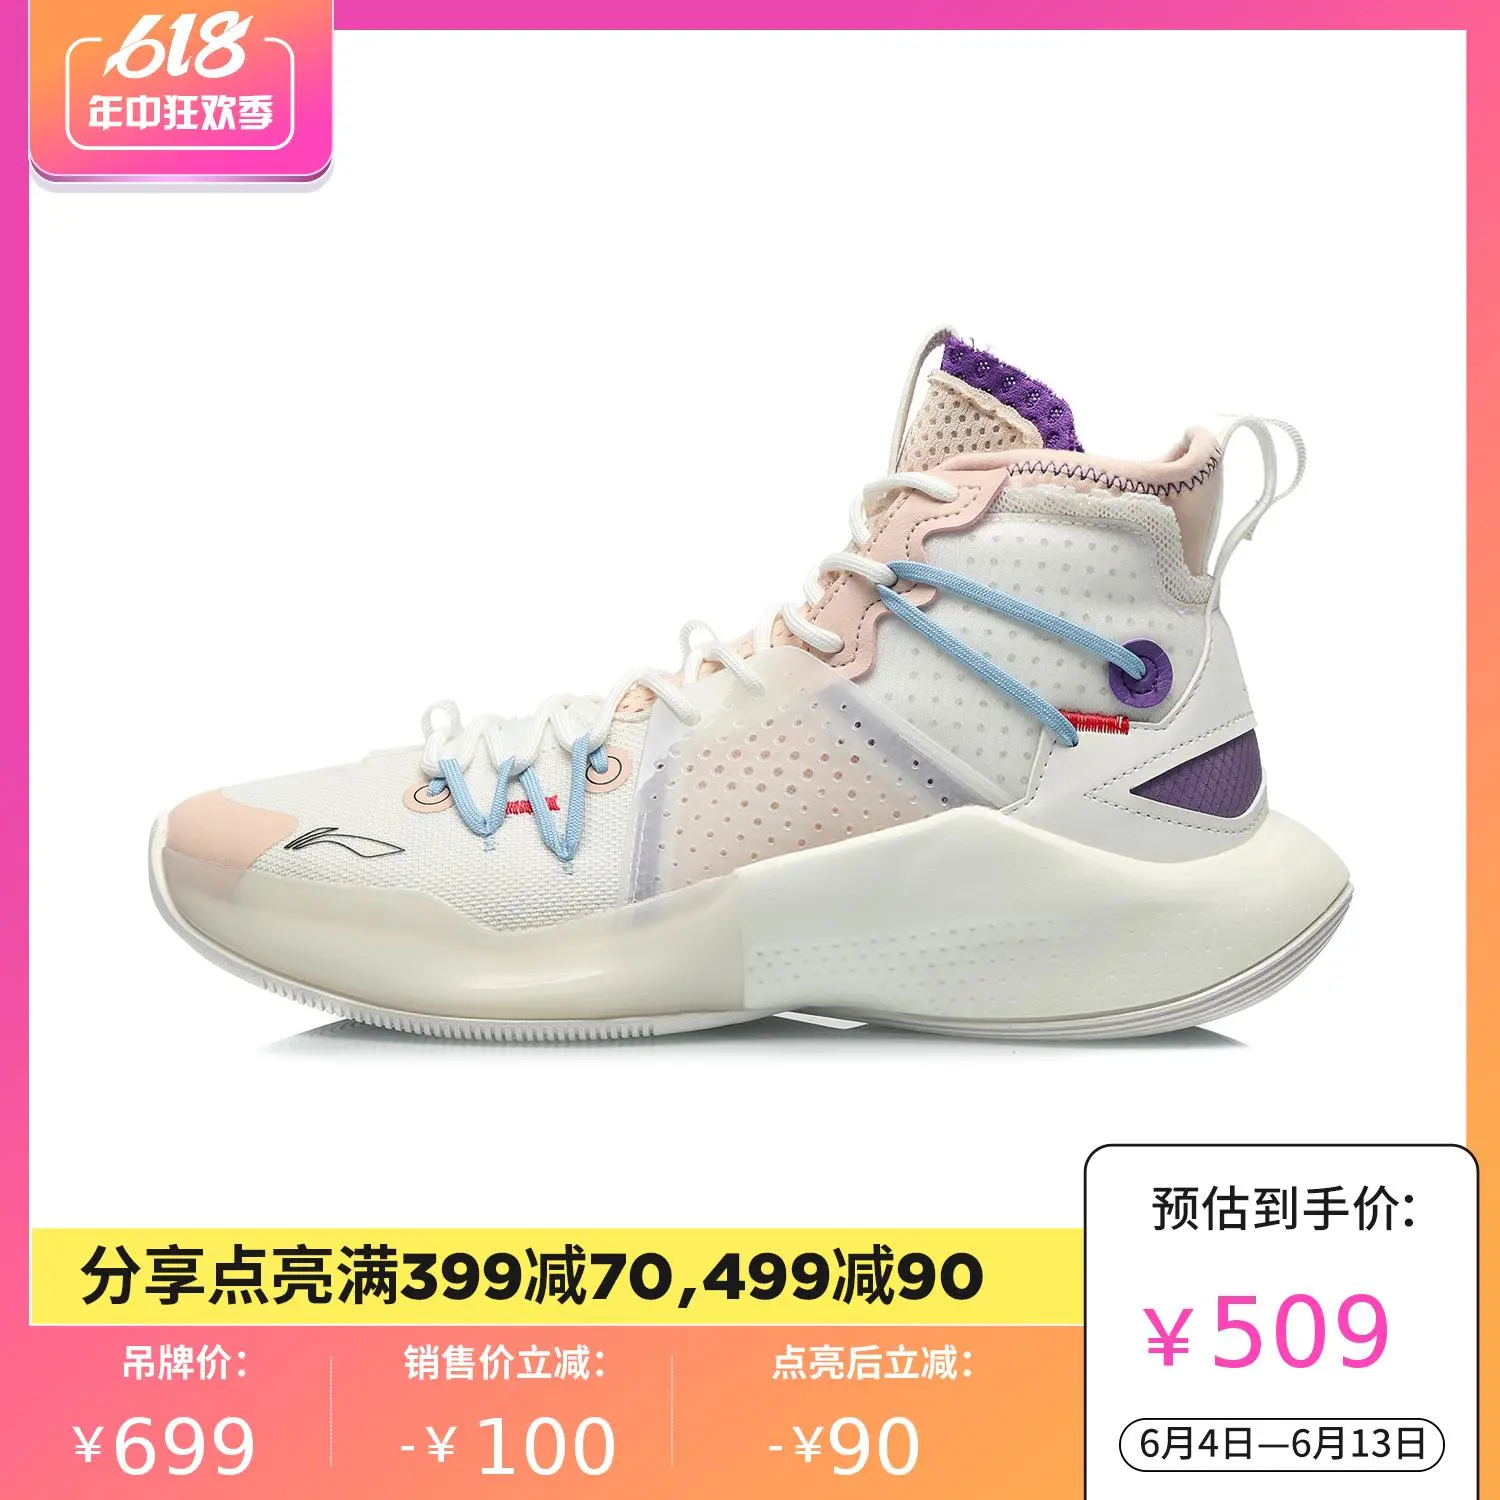 618
年中狂欢季
分享点亮满399减70,499减90
吊牌价:
¥699
销售价立减:
-¥100
点亮后立减:
-¥90
预估到手价:
¥509
6月4日—6月13日